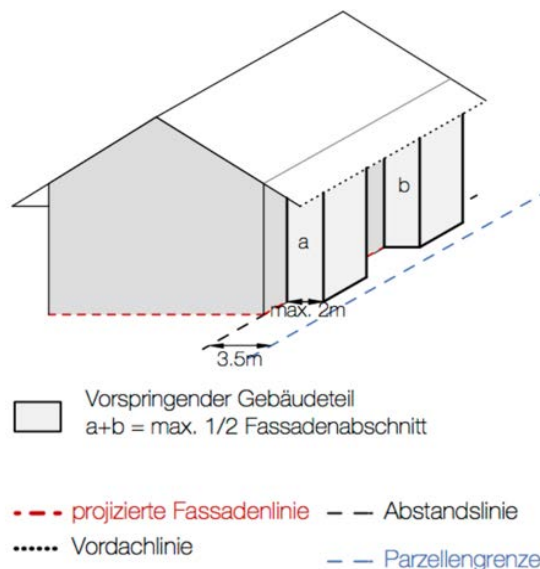 a
b
max. 2m
3.5m
Vorspringender Gebäudeteil
a+b = max. 1/2 Fassadenabschnitt
projizierte Fassadenlinie
Abstandslinie
Vordachlinie
Parzellengrenze